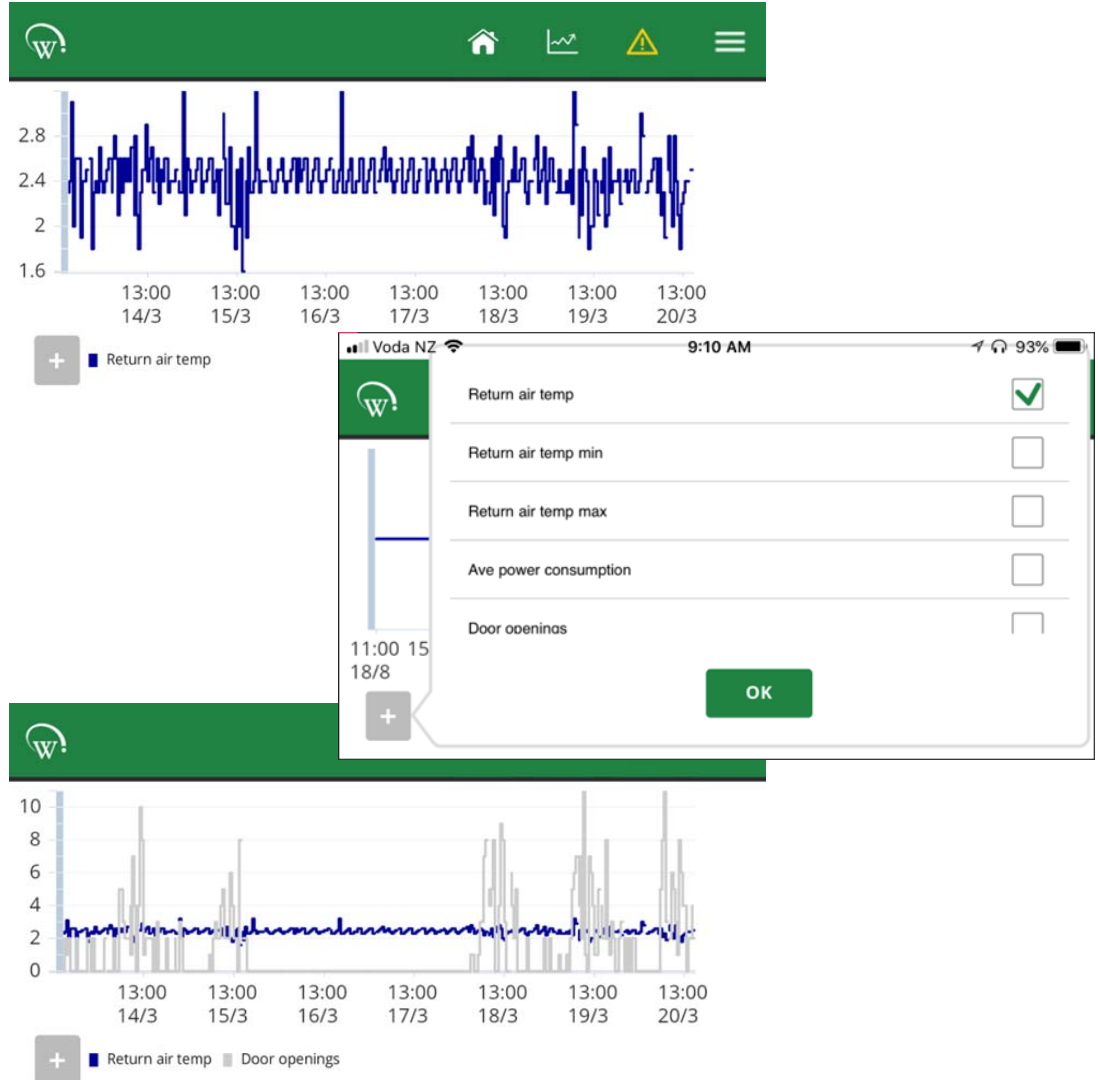 W
2.8
2.4
2
1.6
13:00 13:00 13:00 13:00 13:00 13:00 13:00
14/3 15/3 16/3 17/3 18/3 19/3 20/3
+ Return air temp
Voda NZ 9:10 AM 93%
W
Return air temp
Return air temp min
Return air temp max
Ave power consumption
Door openings
11:00 15
18/8
OK
+
W
10
8
6
4
2
0
13:00 13:00 13:00 13:00 13:00 13:00 13:00
14/3 15/3 16/3 17/3 18/3 19/3 20/3
+ Return air temp Door openings